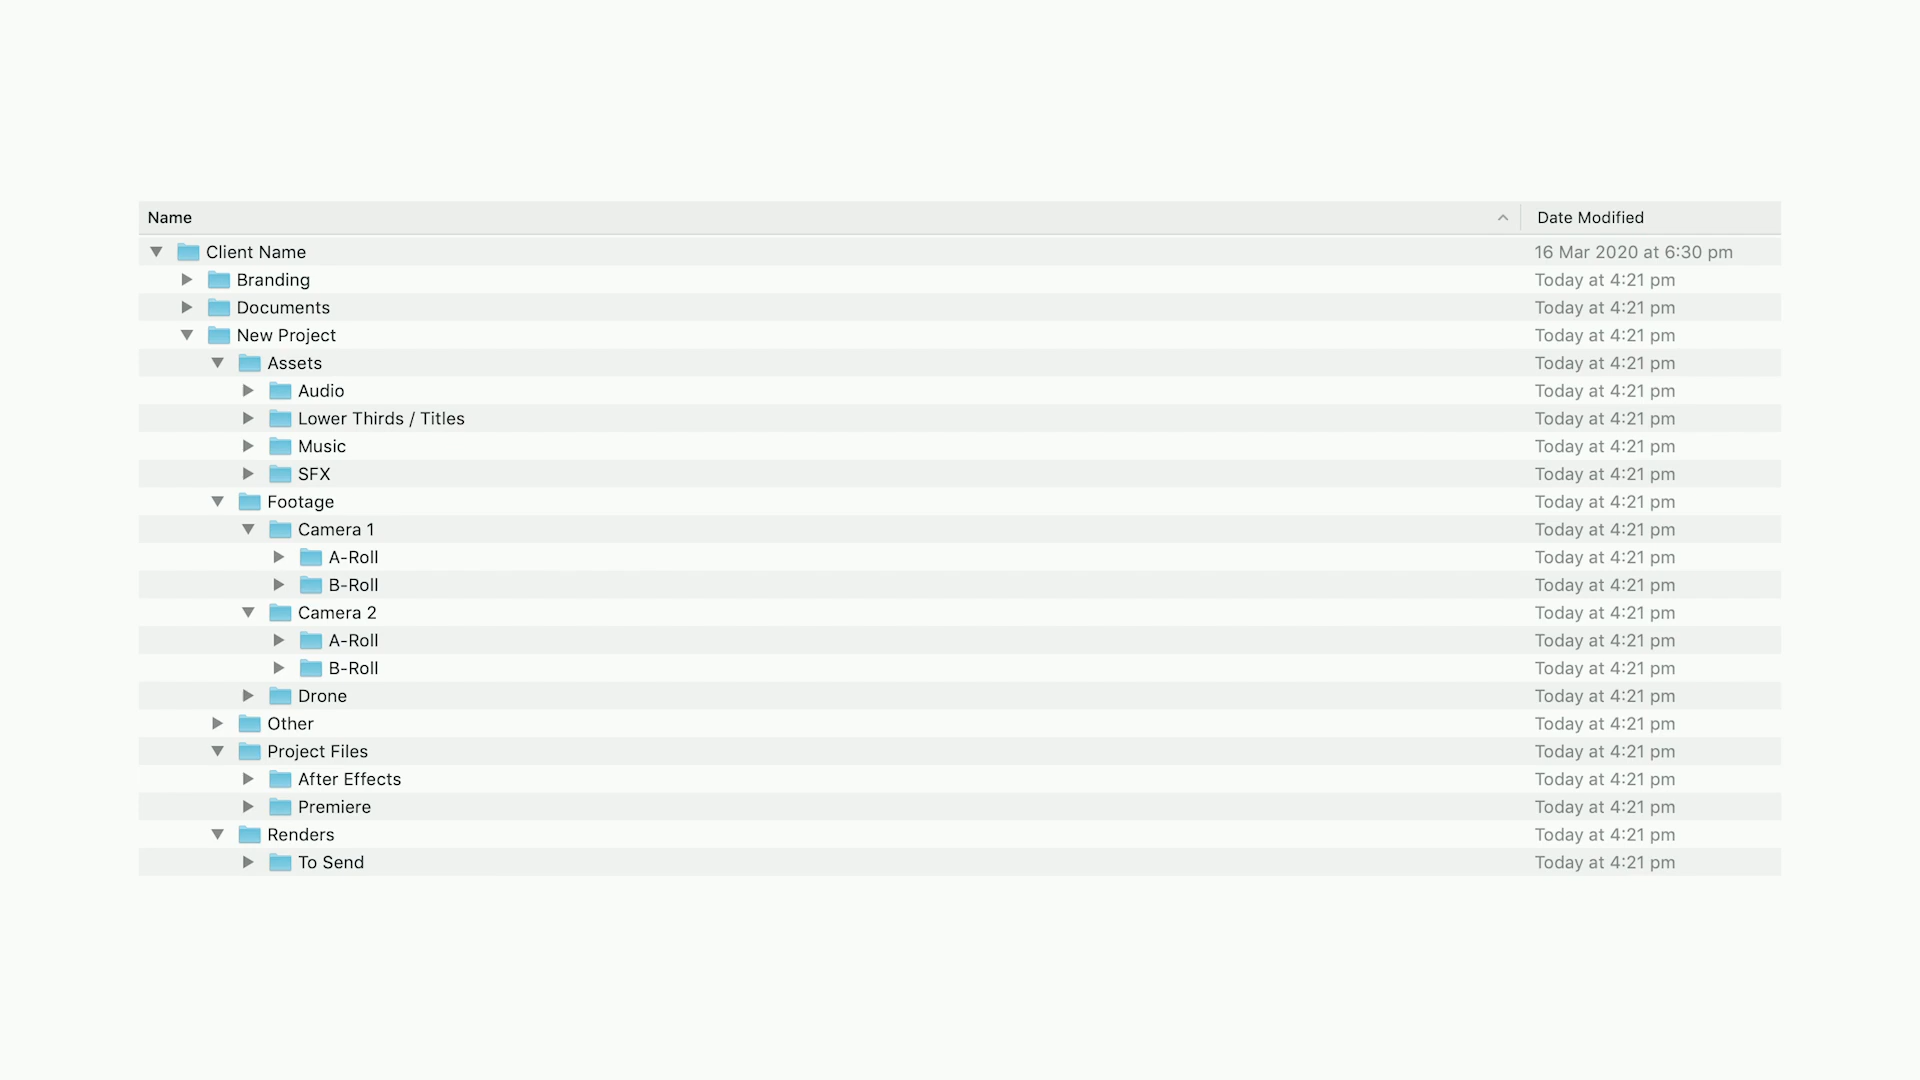 Name Date Modified
Client Name 16 Mar 2020 at 6:30 pm
Branding Today at 4:21 pm
Documents Today at 4:21 pm
New Project Today at 4:21 pm
Assets Today at 4:21 pm
Audio Today at 4:21 pm
Lower Thirds / Titles Today at 4:21 pm
Music Today at 4:21 pm
SFX Today at 4:21 pm
Footage Today at 4:21 pm
Camera 1 Today at 4:21 pm
A-Roll Today at 4:21 pm
B-Roll Today at 4:21 pm
Camera 2 Today at 4:21 pm
A-Roll Today at 4:21 pm
B-Roll Today at 4:21 pm
Drone Today at 4:21 pm
Other Today at 4:21 pm
Project Files Today at 4:21 pm
After Effects Today at 4:21 pm
Premiere Today at 4:21 pm
Renders Today at 4:21 pm
To Send Today at 4:21 pm